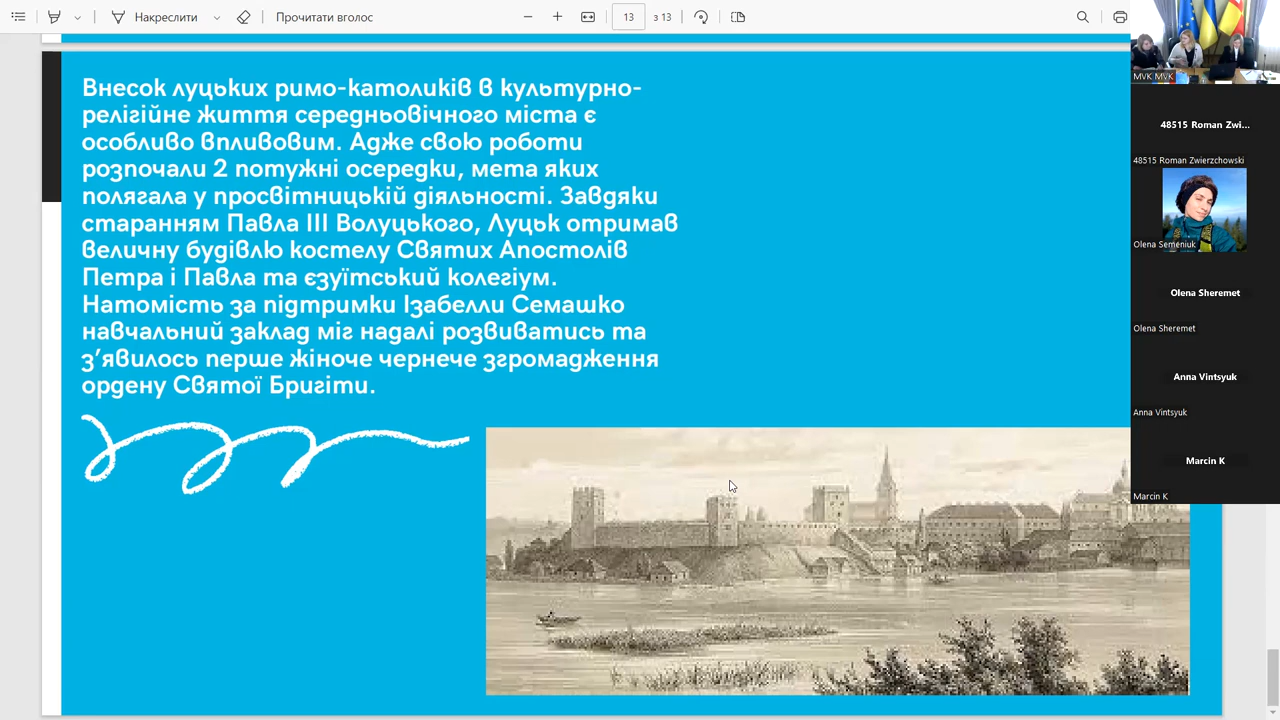 Накреслити
Прочитати вголос
13
з 13
Внесок луцьких римо-католиків в культурно-
релігійне життя середньовічного міста є
особливо впливовим. Адже свою роботи
розпочали 2 потужні осередки, мета яких
полягала у просвітницькій діяльності. Завдяки
старанням Павла ІІІ Волуцького, Луцьк отримав
величну будівлю костелу Святих Апостолів
Петра і Павла та єзуїтський колегіум.
Натомість за підтримки Ізабелли Семашко
навчальний заклад міг надалі розвиватись та
з’явилось перше жіноче чернече згромадження
ордену Святої Бригіти.
MVK MVK
48515 Roman Zwi...
48515 Roman Zwierzchowski
Olena Semeniuk
Olena Sheremet
Olena Sheremet
Anna Vintsyuk
Anna Vintsyuk
Marcin K
Marcin K